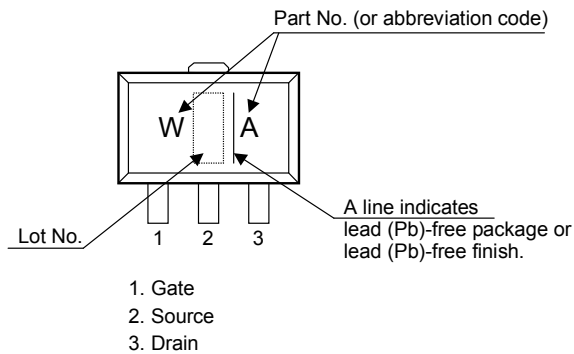 Part No. (or abbreviation code)
W A
Lot No.
1 2 3
A line indicates
lead (Pb)-free package or
lead (Pb)-free finish.
1. Gate
2. Source
3. Drain